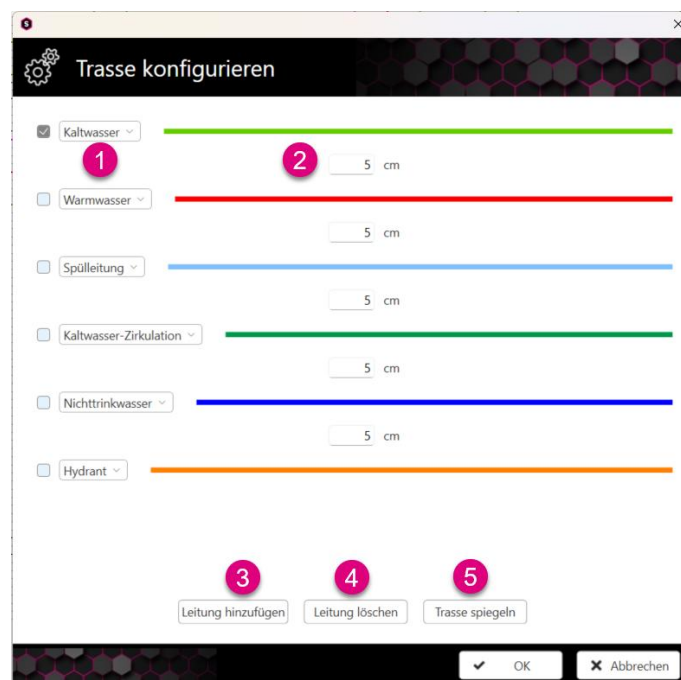 S
Trasse konfigurieren
Kaltwasser
1
2
5 cm
Warmwasser
5 cm
Spülleitung
5 cm
Kaltwasser-Zirkulation
5 cm
Nichttrinkwasser
5 cm
Hydrant
3 4 5
Leitung hinzufügen Leitung löschen Trasse spiegeln
OK Abbrechen